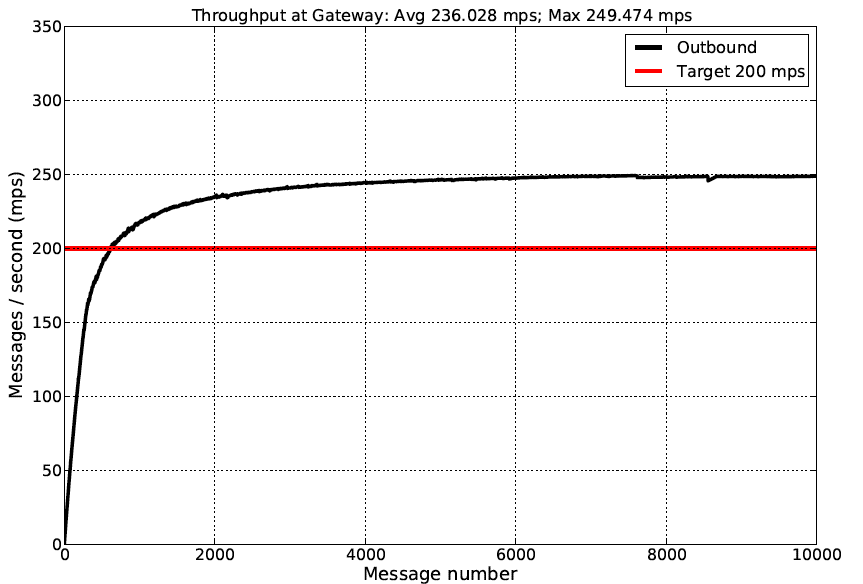 Throughput at Gateway: Avg 236.028 mps; Max 249.474 mps
Outbound
Target 200 mps
Messages / second (mps)
350
300
250
200
150
100
50
0
0 2000 4000 6000 8000 10000
Message number